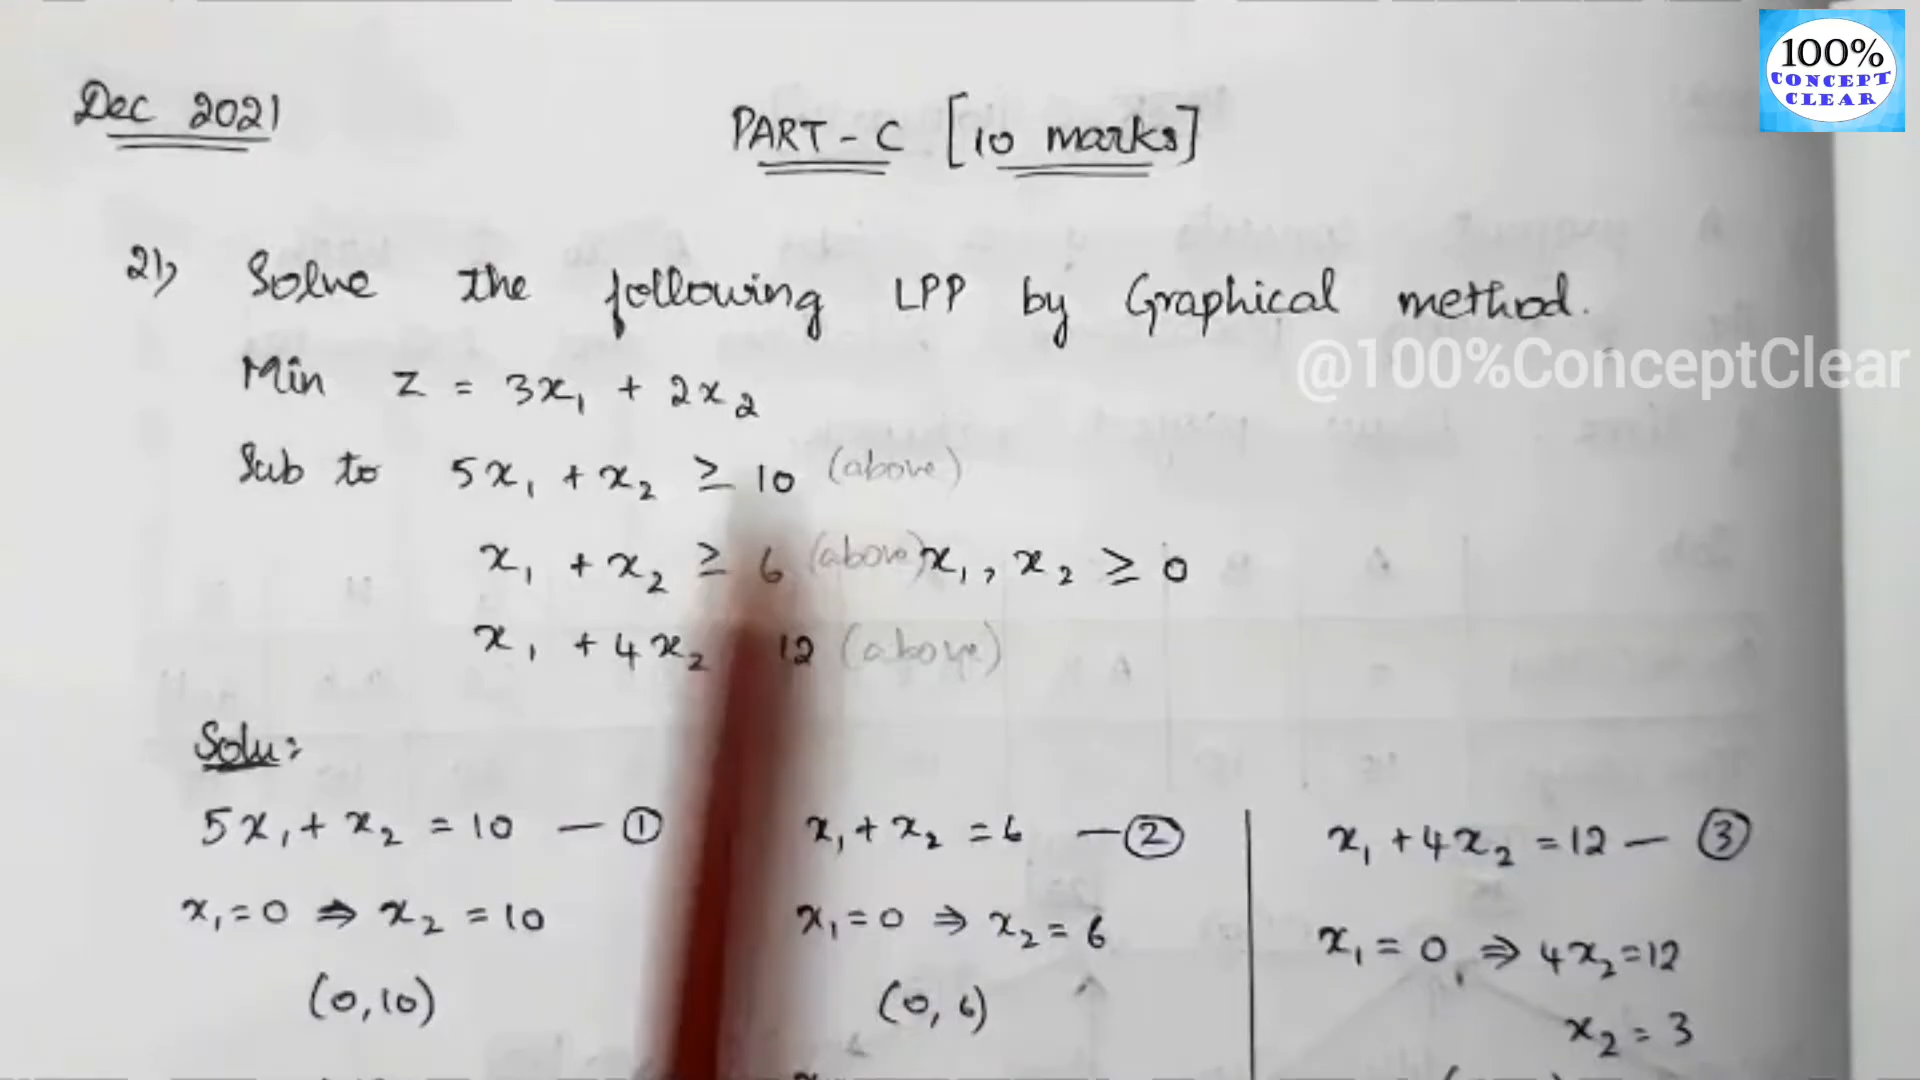 100%
CONCEPT
CLEAR
Dec 2021
PART - C [10 marks]
21) Solve the following LPP by Graphical method.
@100%ConceptClear
Min Z = 3x₁ + 2x₂
Sub to 5x₁ + x₂ ≥ 10 (above)
x₁ + x₂ ≥ 6 (above) x₁, x₂ ≥ 0
x₁ + 4x₂ 12 (above)
Solu:
5x₁ + x₂ = 10 — ①
x₁ = 0 ⇒ x₂ = 10
(0, 10)
x₁ + x₂ = 6 — ②
x₁ = 0 ⇒ x₂ = 6
(0, 6)
x₁ + 4x₂ = 12 — ③
x₁ = 0 ⇒ 4x₂ = 12
x₂ = 3